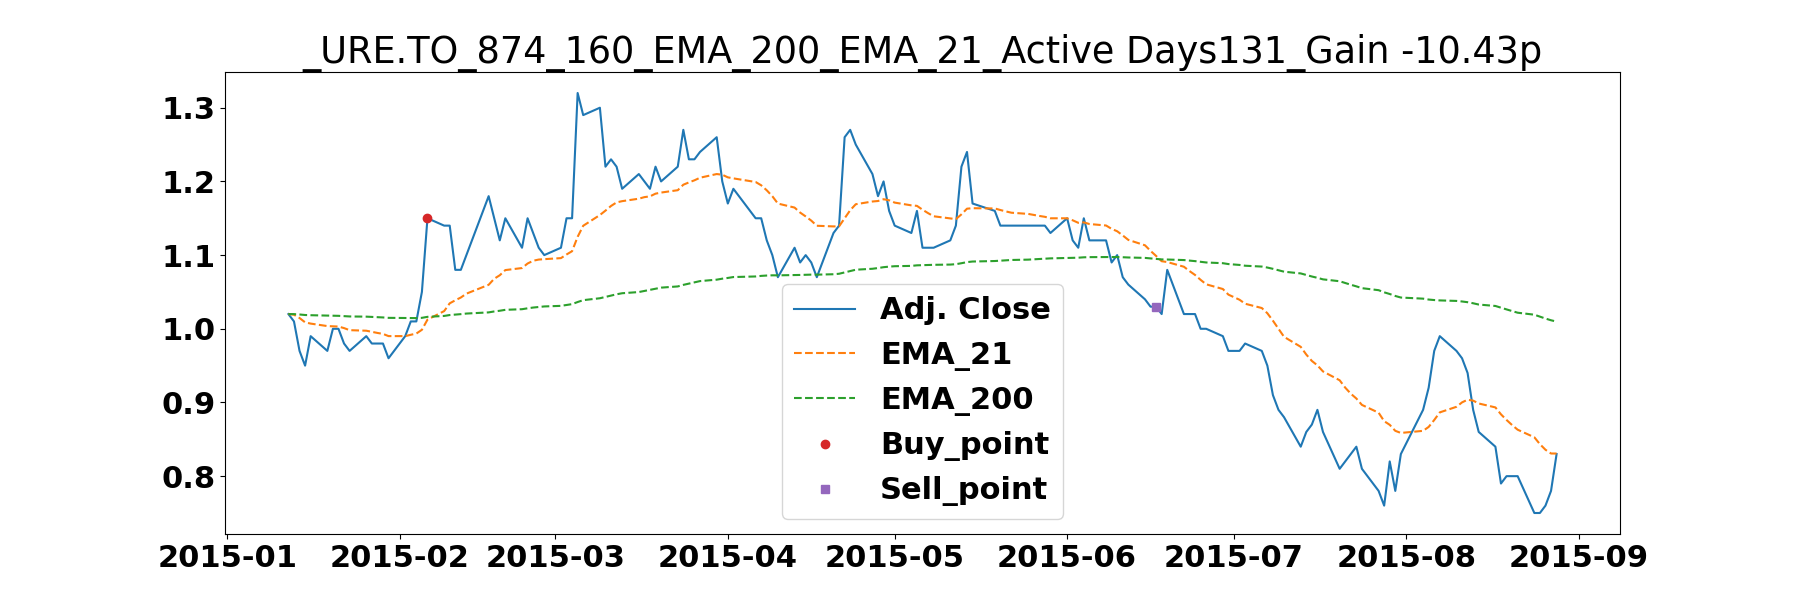 _URE.TO_874_160_EMA_200_EMA_21_Active Days131_Gain -10.43p
1.3
1.2
1.1
1.0
0.9
0.8
Adj. Close
EMA_21
EMA_200
Buy_point
Sell_point
2015-01 2015-02 2015-03 2015-04 2015-05 2015-06 2015-07 2015-08 2015-09